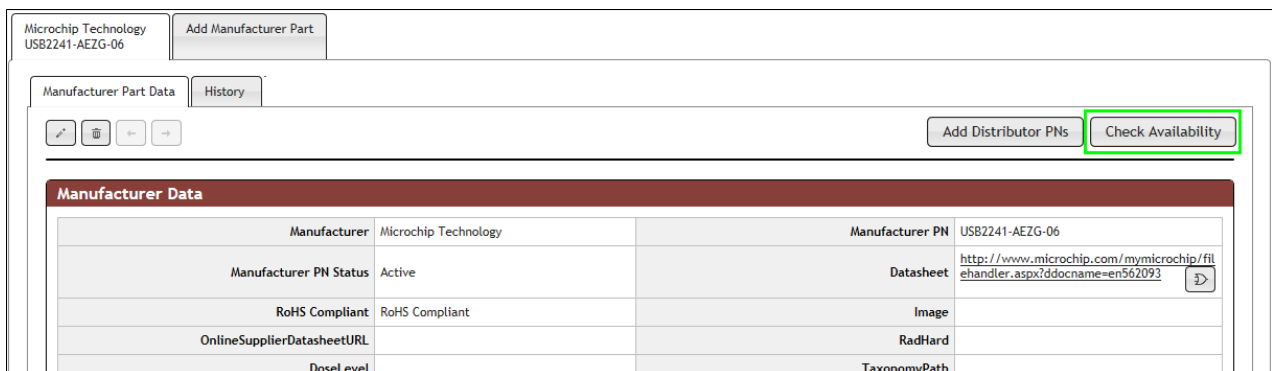 Microchip Technology
USB2241-AEZG-06
Add Manufacturer Part
Manufacturer Part Data
History
Add Distributor PNs
Check Availability
Manufacturer Data
Manufacturer Microchip Technology
Manufacturer PN USB2241-AEZG-06
Manufacturer PN Status Active
Datasheet http://www.microchip.com/mymicrochip/fil
ehandler.aspx?ddocname=en562093
RoHS Compliant RoHS Compliant
Image
OnlineSupplierDatasheetURL
RadHard
DoseLevel
TaxonomyPath